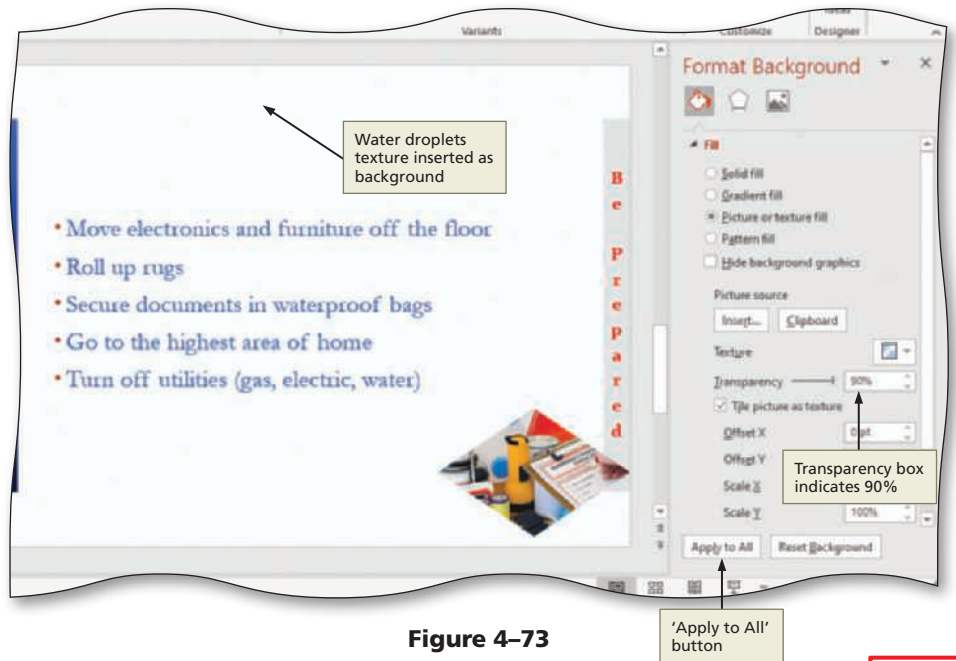 Variants
Customize
Designer
Format Background
Water droplets
texture inserted as
background
Fill
Solid fill
Gradient fill
Picture or texture fill
Pattern fill
Hide background graphics
Picture source
Insert...
Clipboard
Texture
Transparency
90%
Tile picture as texture
Offset X
0 pt
Offset Y
Scale X
Scale Y
100%
Transparency box
indicates 90%
Apply to All
Reset Background
• Move electronics and furniture off the floor
• Roll up rugs
• Secure documents in waterproof bags
• Go to the highest area of home
• Turn off utilities (gas, electric, water)
Be Prepared
'Apply to All'
button
Figure 4–73